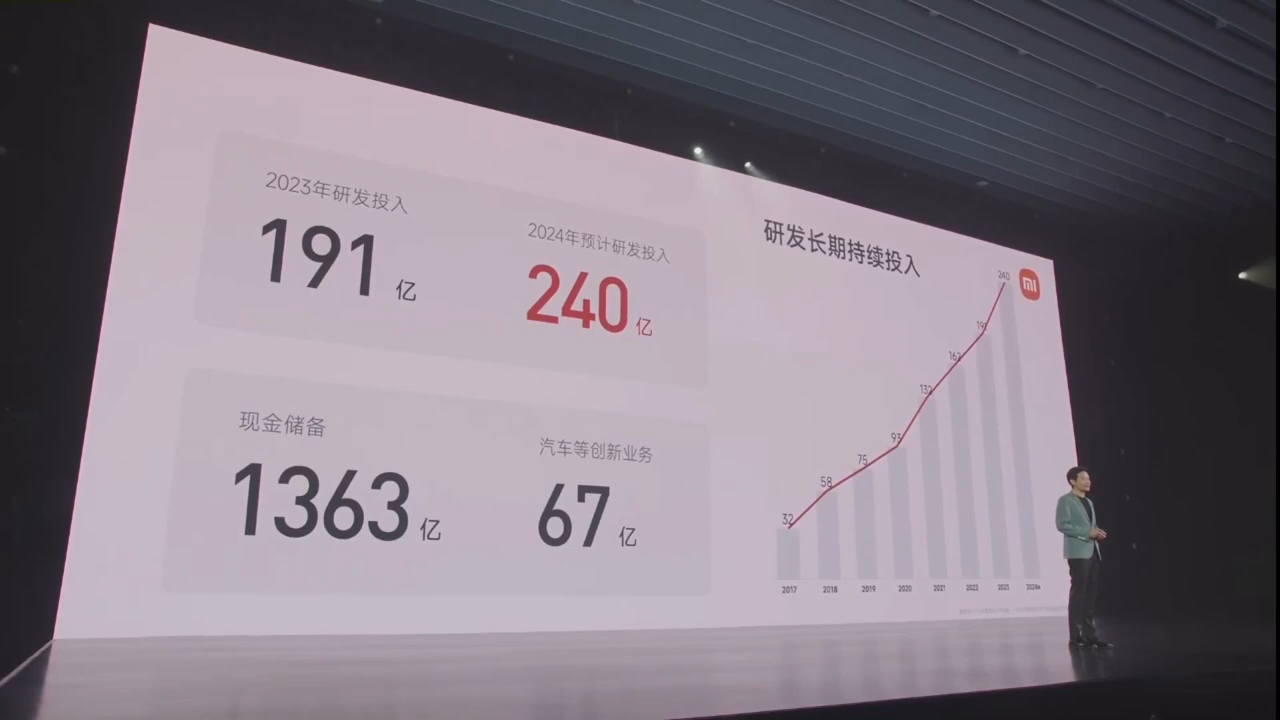 2023年研发投入
191 亿
2024年预计研发投入
240 亿
现金储备
1363 亿
汽车等创新业务
67 亿
研发长期持续投入
mi
240
191
162
132
93
75
58
32
2017 2018 2019 2020 2021 2022 2023 2024e